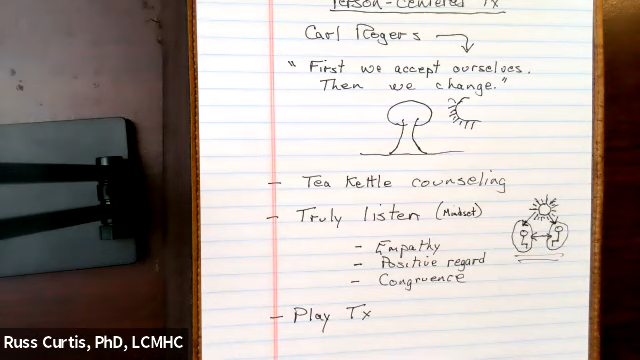 Person-Centered Tx
Carl Rogers
"First we accept ourselves.
Then we change."
- Tea Kettle counseling
- Truly listen (Mindset)
- Empathy
- Positive regard
- Congruence
- Play Tx
Russ Curtis, PhD, LCMHC